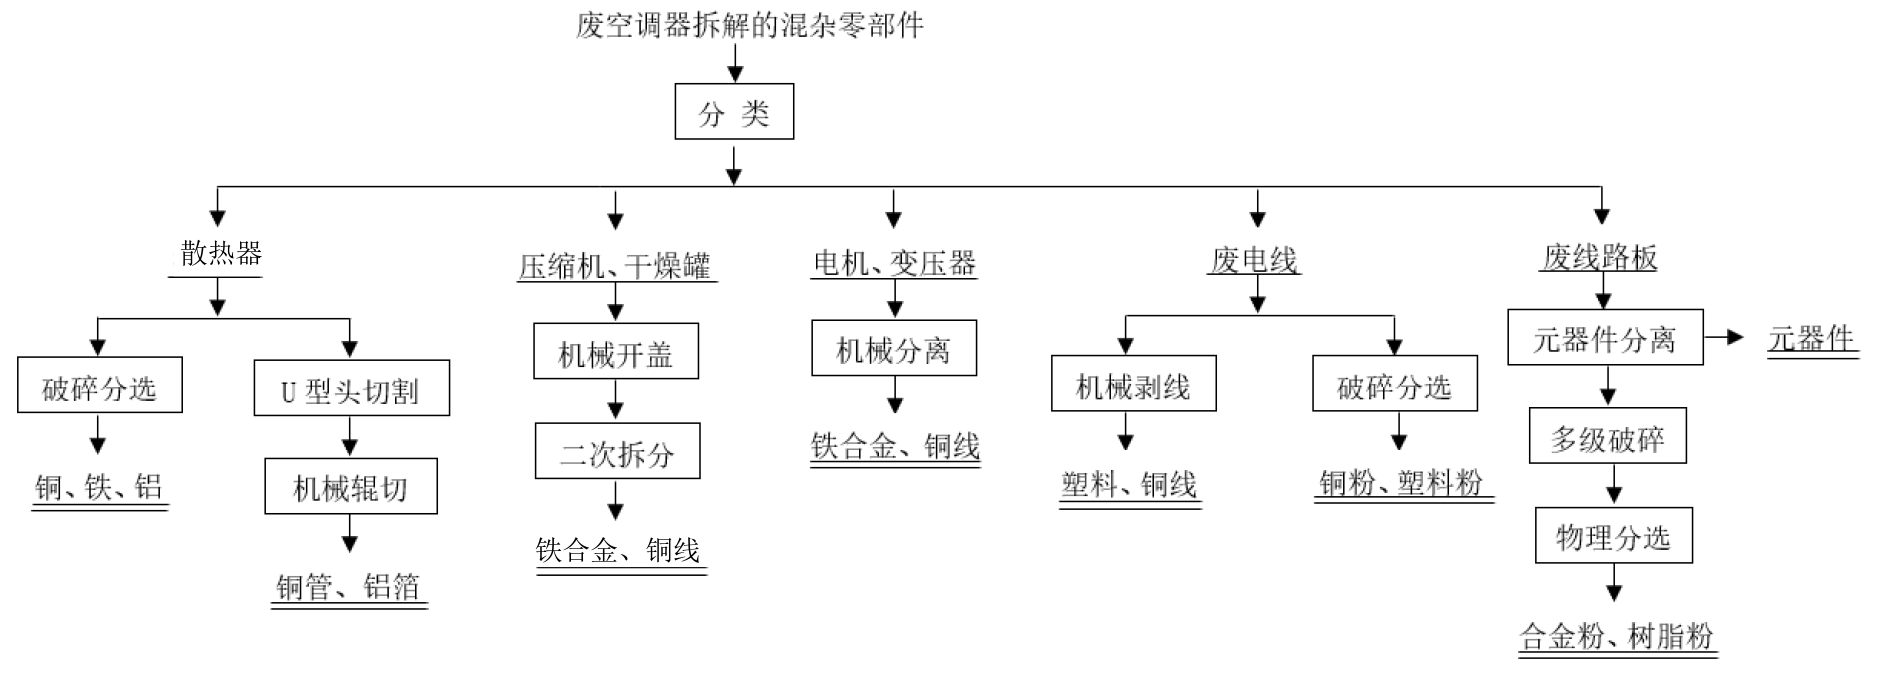 废空调器拆解的混杂零部件
分 类
散热器
压缩机、干燥罐
电机、变压器
废电线
废线路板
破碎分选
U 型头切割
机械开盖
机械分离
机械剥线
破碎分选
元器件分离
元器件
铜、铁、铝
机械辊切
二次拆分
铁合金、铜线
塑料、铜线
铜粉、塑料粉
多级破碎
铜管、铝箔
铁合金、铜线
物理分选
合金粉、树脂粉